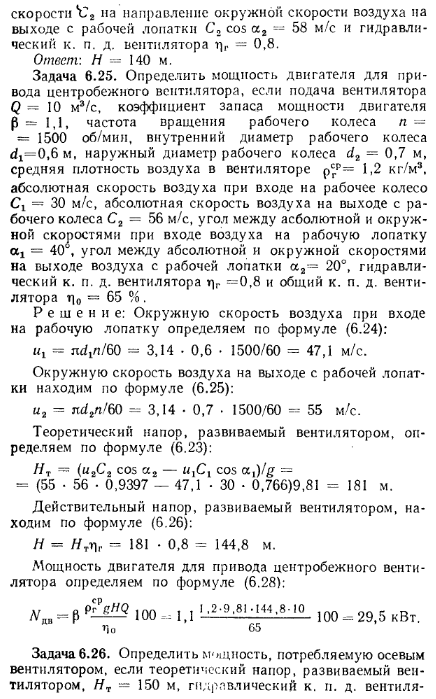 скорости C₂ на направление окружной скорости воздуха на
выходе с рабочей лопатки C₂ cos α₂ = 58 м/с и гидравли-
ческий к. п. д. вентилятора ηг = 0,8.
Ответ: H = 140 м.
Задача 6.25. Определить мощность двигателя для при-
вода центробежного вентилятора, если подача вентилятора
Q = 10 м³/с, коэффициент запаса мощности двигателя
β = 1,1, частота вращения рабочего колеса n =
= 1500 об/мин, внутренний диаметр рабочего колеса
d₁=0,6 м, наружный диаметр рабочего колеса d₂ = 0,7 м,
средняя плотность воздуха в вентиляторе ρг ср = 1,2 кг/м³,
абсолютная скорость воздуха при входе на рабочее колесо
C₁ = 30 м/с, абсолютная скорость воздуха на выходе с ра-
бочего колеса C₂ = 56 м/с, угол между асболютной и окруж-
ной скоростями при входе воздуха на рабочую лопатку
α₁ = 40°, угол между абсолютной и окружной скоростями
на выходе воздуха с рабочей лопатки α₂= 20°, гидравли-
ческий к. п. д. вентилятора ηг =0,8 и общий к. п. д. венти-
лятора η₀ = 65 %.
Решение: Окружную скорость воздуха при входе
на рабочую лопатку определяем по формуле (6.24):
u₁ = πd₁n/60 = 3,14 · 0,6 · 1500/60 = 47,1 м/с.
Окружную скорость воздуха на выходе с рабочей лопат-
ки находим по формуле (6.25):
u₂ = πd₂n/60 = 3,14 · 0,7 · 1500/60 = 55 м/с.
Теоретический напор, развиваемый вентилятором, оп-
ределяем по формуле (6.23):
Hт = (u₂C₂ cos α₂ — u₁C₁ cos α₁)/g =
= (55 · 56 · 0,9397 — 47,1 · 30 · 0,766)9,81 = 181 м.
Действительный напор, развиваемый вентилятором, на-
ходим по формуле (6.26):
H = Hтηг = 181 · 0,8 = 144,8 м.
Мощность двигателя для привода центробежного венти-
лятора определяем по формуле (6.28):
Nдв = β (ρг ср gHQ)/η₀ 100 = 1,1 (1,2·9,81·144,8·10)/65 100 = 29,5 кВт.
Задача 6.26. Определить мощность, потребляемую осевым
вентилятором, если теоретический напор, развиваемый вен-
тилятором, Hт = 150 м, гидравлический к. п. д. вентиля-